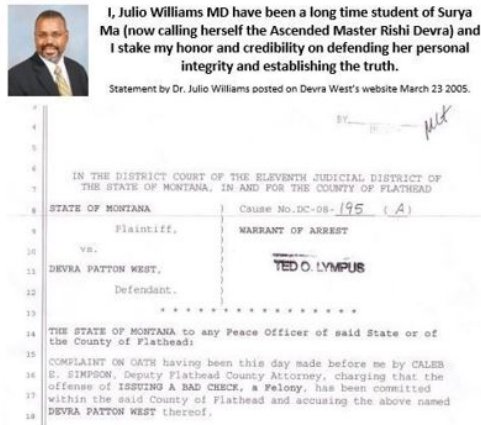 I, Julio Williams MD have been a long time student of Surya
Ma (now calling herself the Ascended Master Rishi Devra) and
I stake my honor and credibility on defending her personal
integrity and establishing the truth.
Statement by Dr. Julio Williams posted on Devra West's website March 23 2005.
3
BY
4
5
6
IN THE DISTRICT COURT OF THE ELEVENTH JUDICIAL DISTRICT OF
7 THE STATE OF MONTANA, IN AND FOR THE COUNTY OF FLATHEAD
8 STATE OF MONTANA ) Cause No.DC-08-195 (A)
9 Plaintiff, ) WARRANT OF ARREST
10 vs. )
11 DEVRA PATTON WEST, ) TED O. LYMPUS
12 Defendant. )
13 * * * * * * * * * * * * * * *
14 THE STATE OF MONTANA to any Peace Officer of said State or of
the County of Flathead:
15
COMPLAINT ON OATH having been this day made before me by CALEB
16 E. SIMPSON, Deputy Flathead County Attorney, charging that the
offense of ISSUING A BAD CHECK, a Felony, has been committed
17 within the said County of Flathead and accusing the above named
18 DEVRA PATTON WEST thereof.